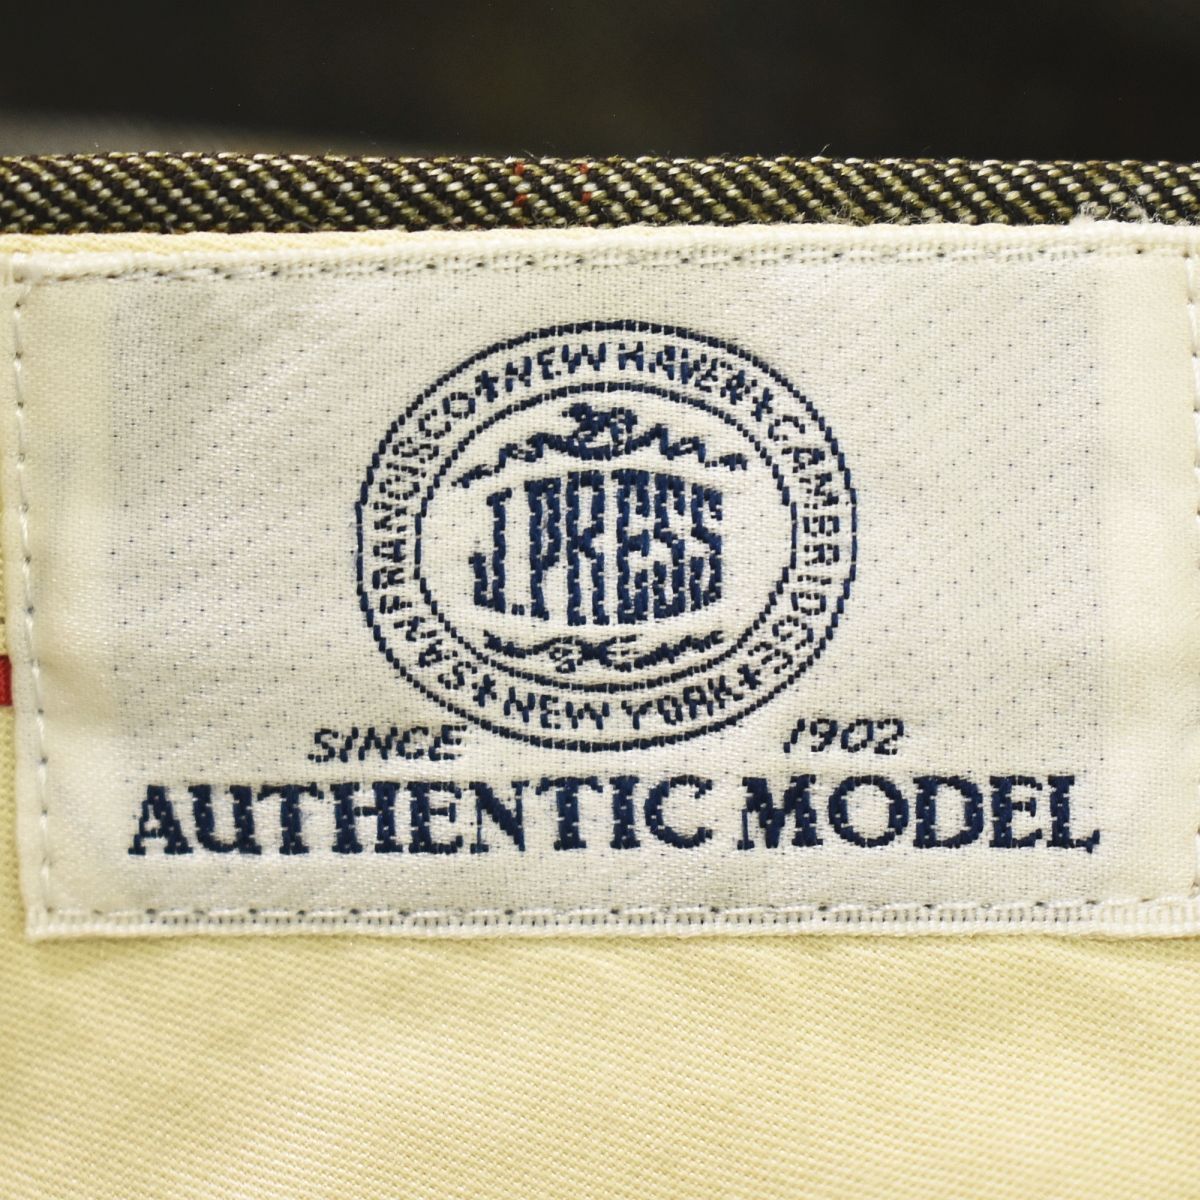 SAN FRANCISCO★NEW HAVEN★CAMBRIDGE★NEW YORK★
J.PRESS
SINCE 1902
AUTHENTIC MODEL